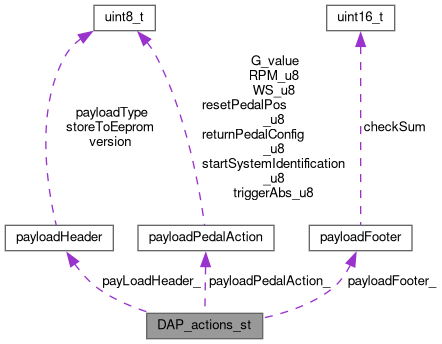 uint8_t
uint16_t
payloadType
storeToEeprom
version
G_value
RPM_u8
WS_u8
resetPedalPos
_u8
returnPedalConfig
_u8
startSystemIdentification
_u8
triggerAbs_u8
checkSum
payloadHeader
payloadPedalAction
payloadFooter
payLoadHeader_
payloadPedalAction_
payloadFooter_
DAP_actions_st